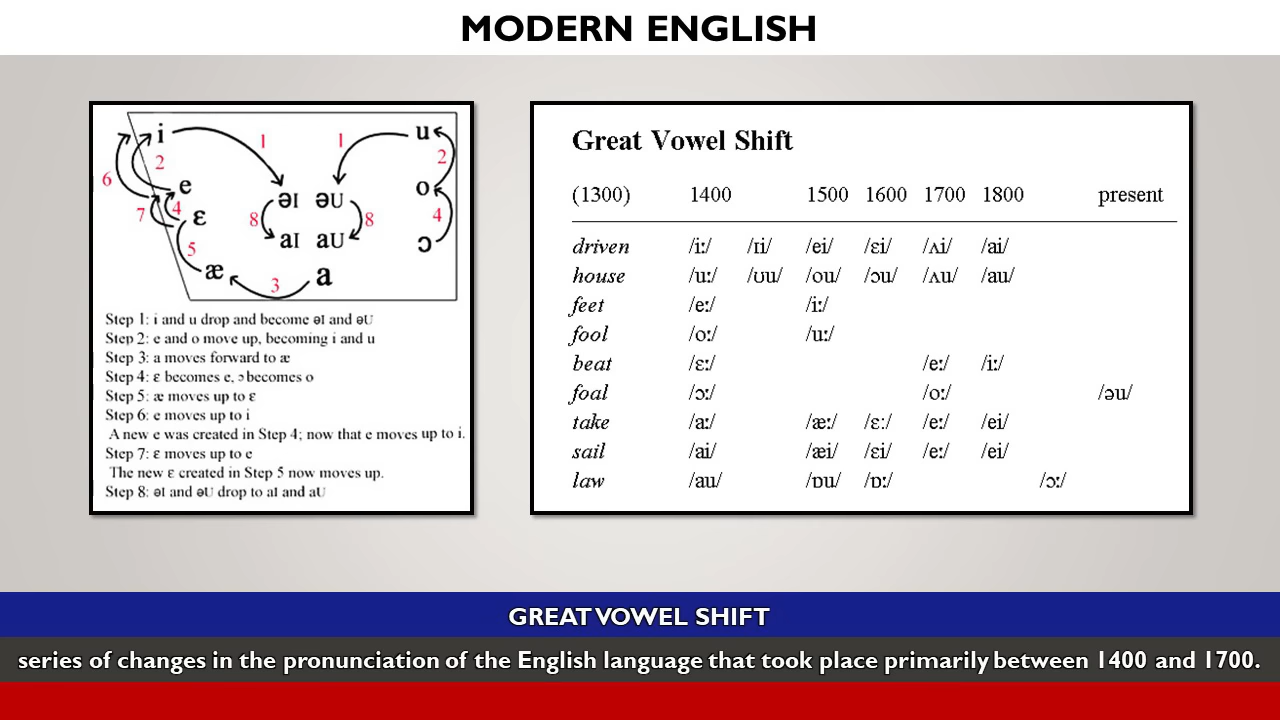 MODERN ENGLISH
i 1 1 u
2 2
6 e o
əɪ əU
7 4 ɛ 8 8 4
aɪ aU ɔ
5 æ 3 a
Step 1: i and u drop and become əɪ and əU
Step 2: e and o move up, becoming i and u
Step 3: a moves forward to æ
Step 4: ɛ becomes e, ɔ becomes o
Step 5: æ moves up to ɛ
Step 6: e moves up to i
A new e was created in Step 4; now that e moves up to i.
Step 7: ɛ moves up to e
The new ɛ created in Step 5 now moves up.
Step 8: əɪ and əU drop to aɪ and aU
Great Vowel Shift
(1300) 1400 1500 1600 1700 1800 present
driven /iː/ /ɪi/ /ei/ /ɛi/ /ʌi/ /ai/
house /uː/ /ʊu/ /ou/ /ɔu/ /ʌu/ /au/
feet /eː/ /iː/
fool /oː/ /uː/
beat /ɛː/ /eː/ /iː/
foal /ɔː/ /oː/ /əu/
take /aː/ /æː/ /ɛː/ /eː/ /ei/
sail /ai/ /æi/ /ɛi/ /eː/ /ei/
law /au/ /ɒu/ /ɒː/ /ɔː/
GREAT VOWEL SHIFT
series of changes in the pronunciation of the English language that took place primarily between 1400 and 1700.